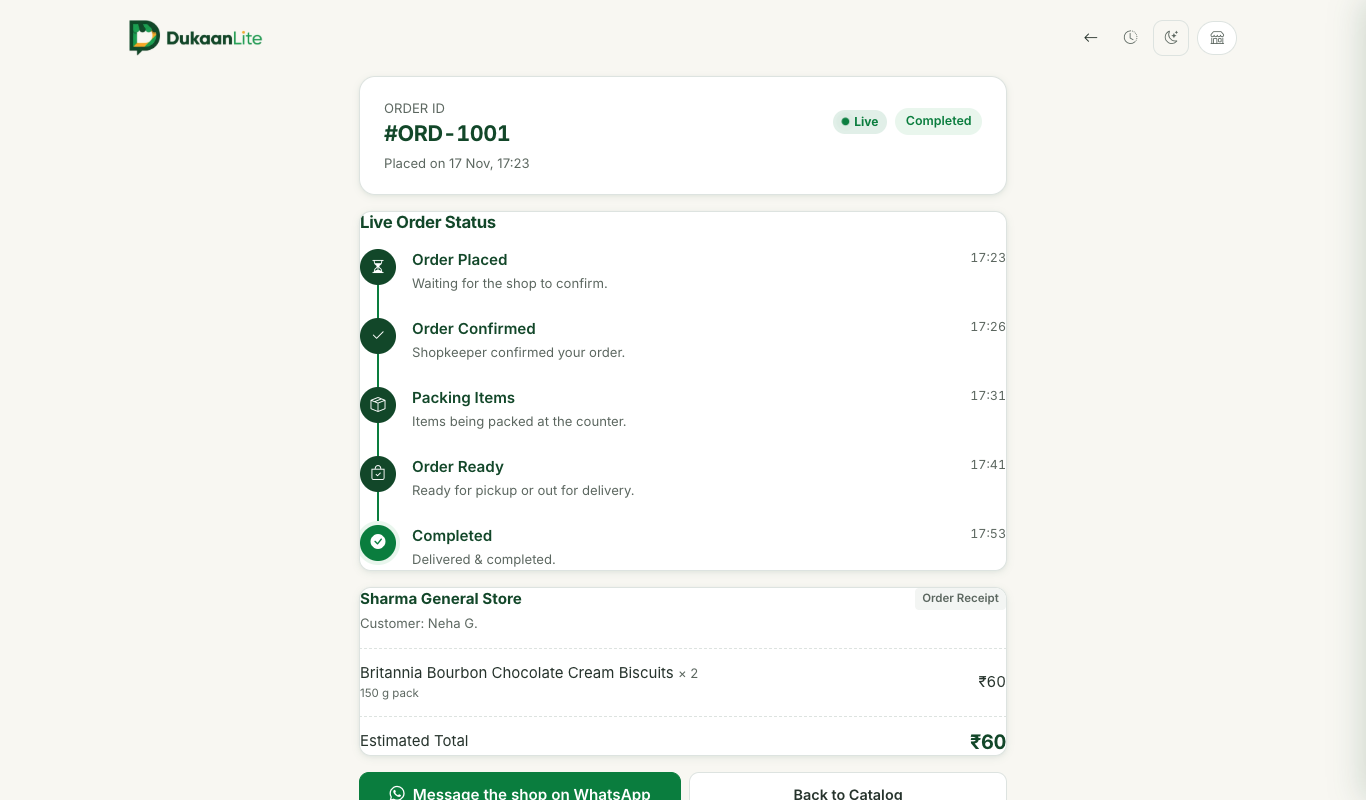 DukaanLite
ORDER ID
#ORD-1001
Placed on 17 Nov, 17:23
Live
Completed
Live Order Status
Order Placed 17:23
Waiting for the shop to confirm.
Order Confirmed 17:26
Shopkeeper confirmed your order.
Packing Items 17:31
Items being packed at the counter.
Order Ready 17:41
Ready for pickup or out for delivery.
Completed 17:53
Delivered & completed.
Sharma General Store Order Receipt
Customer: Neha G.
Britannia Bourbon Chocolate Cream Biscuits × 2 ₹60
150 g pack
Estimated Total ₹60
Message the shop on WhatsApp
Back to Catalog